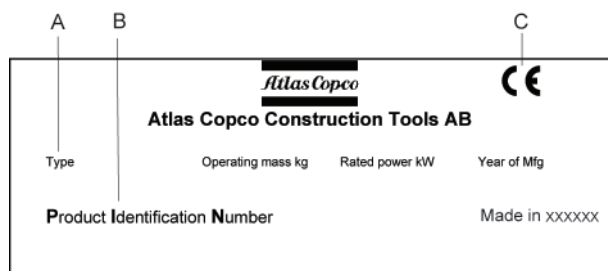 A B C
Atlas Copco CE
Atlas Copco Construction Tools AB
Type Operating mass kg Rated power kW Year of Mfg
Product Identification Number Made in xxxxxx